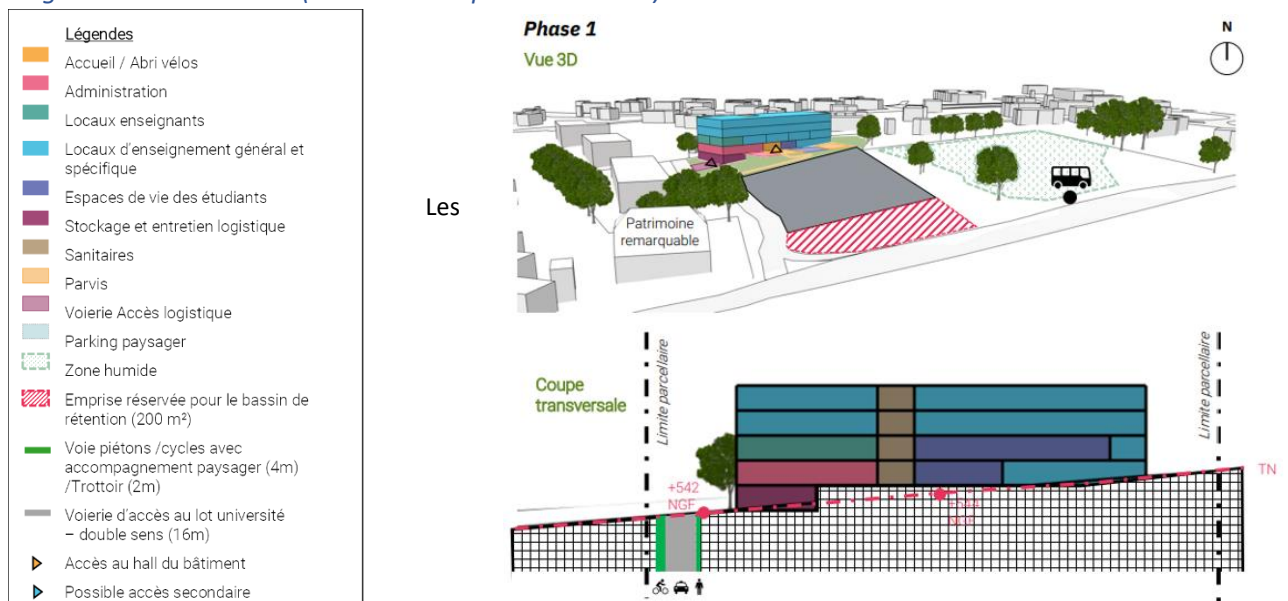 Légendes
Accueil / Abri vélos
Administration
Locaux enseignants
Locaux d'enseignement général et
spécifique
Espaces de vie des étudiants
Stockage et entretien logistique
Sanitaires
Parvis
Voierie Accès logistique
Parking paysager
Zone humide
Emprise réservée pour le bassin de
rétention (200 m²)
Voie piétons /cycles avec
accompagnement paysager (4m)
/Trottoir (2m)
Voierie d'accès au lot université
– double sens (16m)
Accès au hall du bâtiment
Possible accès secondaire
Les
Phase 1
Vue 3D
N
Patrimoine
remarquable
Coupe
transversale
Limite parcellaire
Limite parcellaire
+542
NGF
+544
NGF
TN